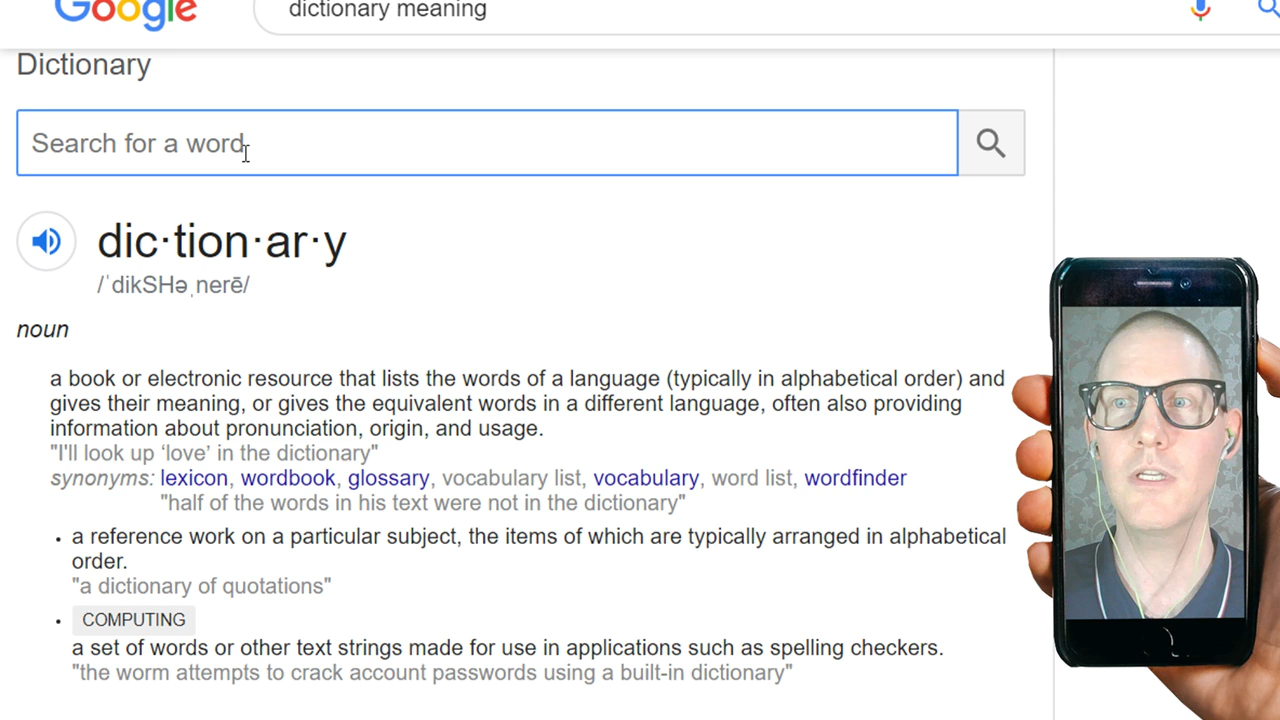 Google dictionary meaning
Dictionary
Search for a word
dic·tion·ar·y
/ˈdikSHəˌnerē/
noun
a book or electronic resource that lists the words of a language (typically in alphabetical order) and
gives their meaning, or gives the equivalent words in a different language, often also providing
information about pronunciation, origin, and usage.
"I'll look up ‘love’ in the dictionary"
synonyms: lexicon, wordbook, glossary, vocabulary list, vocabulary, word list, wordfinder
"half of the words in his text were not in the dictionary"
• a reference work on a particular subject, the items of which are typically arranged in alphabetical
order.
"a dictionary of quotations"
• COMPUTING
a set of words or other text strings made for use in applications such as spelling checkers.
"the worm attempts to crack account passwords using a built-in dictionary"